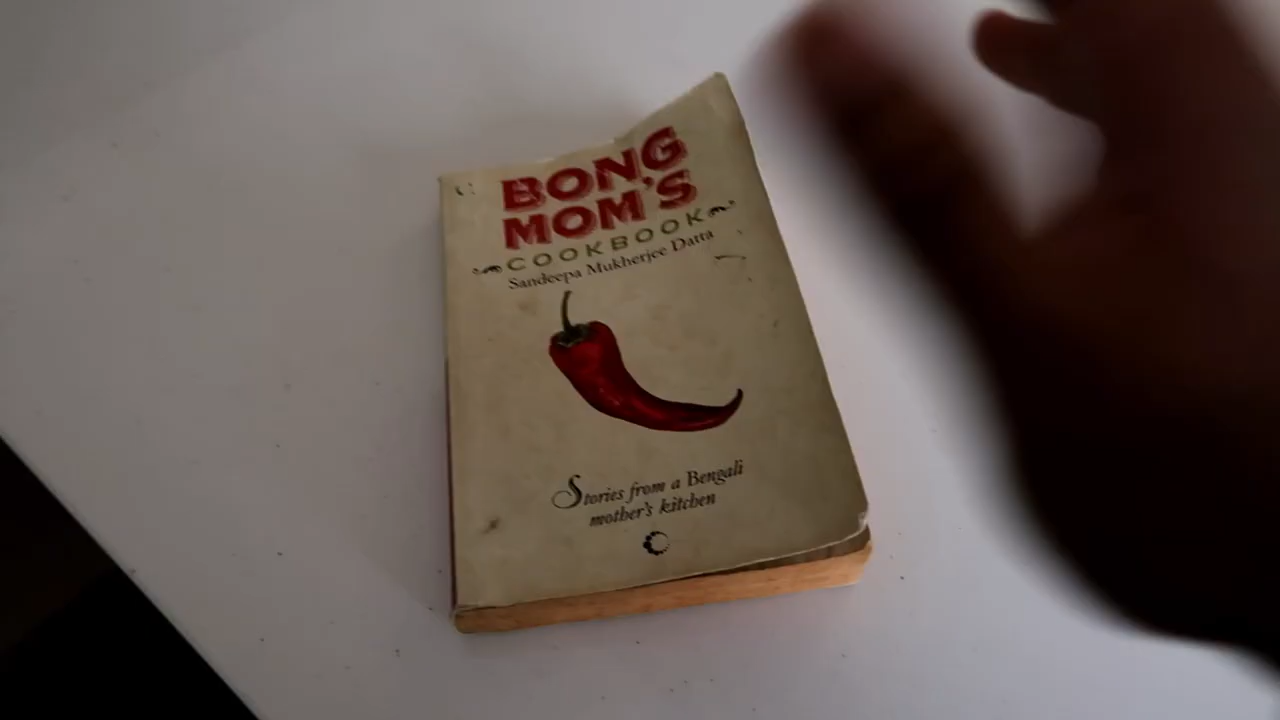 BONG
MOM'S
COOKBOOK
Sandeepa Mukherjee Datta
Stories from a Bengali
mother's kitchen